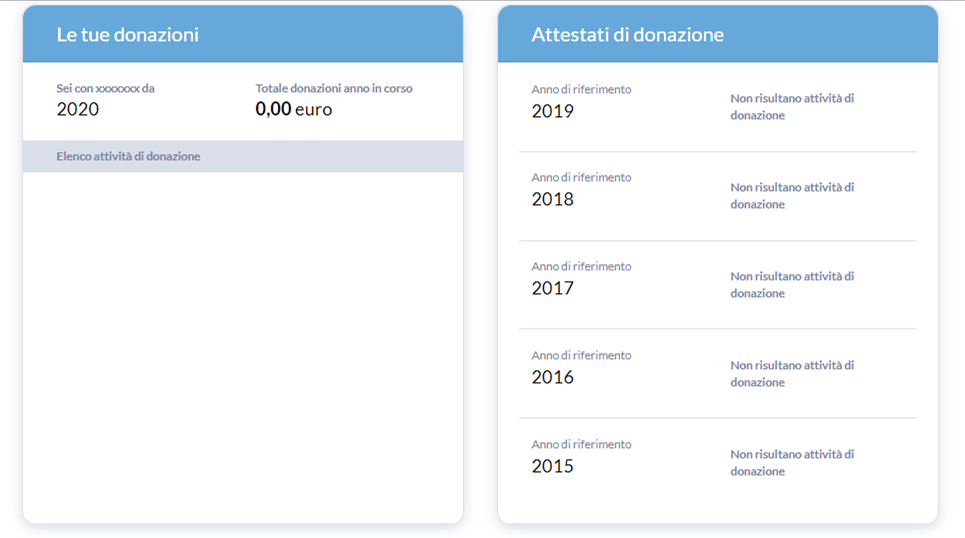 Le tue donazioni
Sei con xxxxxxx da
2020
Totale donazioni anno in corso
0,00 euro
Elenco attività di donazione
Attestati di donazione
Anno di riferimento
2019
Non risultano attività di
donazione
Anno di riferimento
2018
Non risultano attività di
donazione
Anno di riferimento
2017
Non risultano attività di
donazione
Anno di riferimento
2016
Non risultano attività di
donazione
Anno di riferimento
2015
Non risultano attività di
donazione